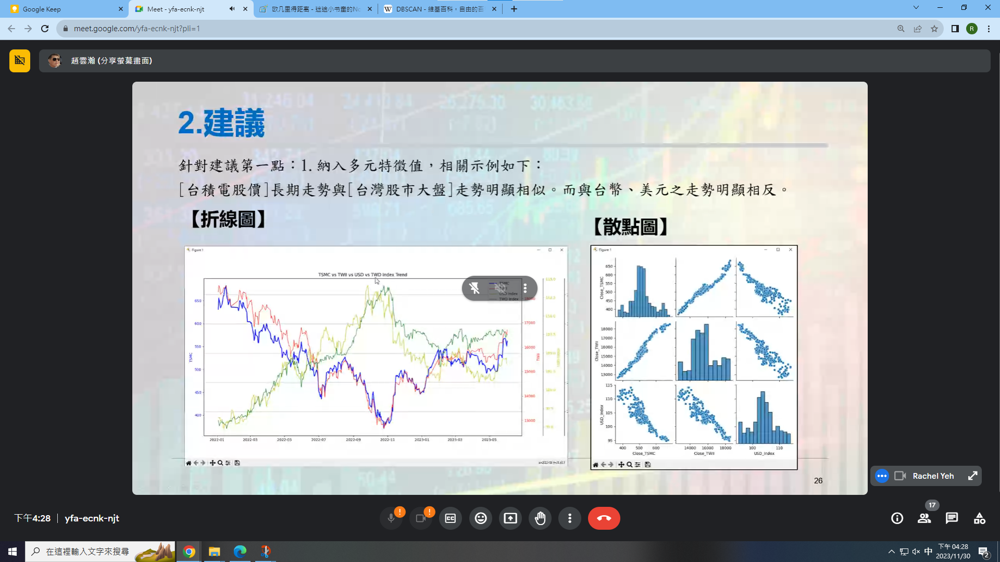 Google Keep
Meet - yfa-ecnk-njt
欧几里得距离 - 迷途小书童的No
DBSCAN - 維基百科，自由的百
meet.google.com/yfa-ecnk-njt?pli=1
R
趙雲瀚 (分享螢幕畫面)
2.建議
針對建議第一點：1.納入多元特徵值，相關示例如下：
[台積電股價]長期走勢與[台灣股市大盤]走勢明顯相似。而與台幣、美元之走勢明顯相反。
【折線圖】
【散點圖】
Figure 1
TSMC vs TWII vs USD vs TWD Index Trend
TSMC
USD Index
TWD Index
650
600
550
500
450
400
TSMC
17000
16000
15000
14000
13000
TWII
2022-01
2022-03
2022-05
2022-07
2022-09
2022-11
2023-01
2023-03
2023-05
Figure 1
650
600
550
500
450
400
Close_TSMC
18000
17000
16000
15000
14000
13000
Close_TWII
115
110
105
100
95
USD_Index
400 500 600
14000 16000 18000
100 110
Close_TSMC
Close_TWII
USD_Index
26
Rachel Yeh
下午4:28
yfa-ecnk-njt
17
在這裡輸入文字來搜尋
中
下午 04:28
2023/11/30
2